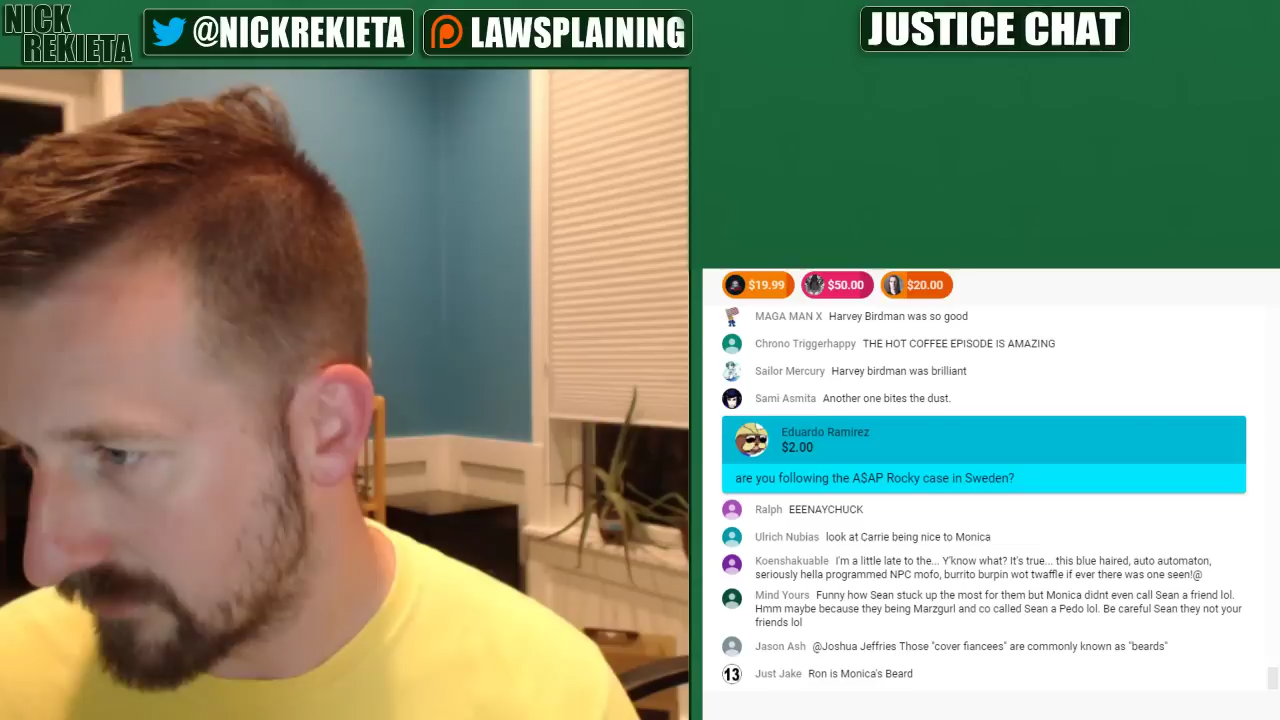 NICK
REKIETA
@NICKREKIETA
LAWSPLAINING
JUSTICE CHAT
$19.99
$50.00
$20.00
MAGA MAN X Harvey Birdman was so good
Chrono Triggerhappy THE HOT COFFEE EPISODE IS AMAZING
Sailor Mercury Harvey birdman was brilliant
Sami Asmita Another one bites the dust.
Eduardo Ramirez
$2.00
are you following the A$AP Rocky case in Sweden?
Ralph EEENAYCHUCK
Ulrich Nubias look at Carrie being nice to Monica
Koenshakuable I'm a little late to the... Y'know what? It's true... this blue haired, auto automaton,
seriously hella programmed NPC mofo, burrito burpin wot twaffle if ever there was one seen!@
Mind Yours Funny how Sean stuck up the most for them but Monica didnt even call Sean a friend lol.
Hmm maybe because they being Marzgurl and co called Sean a Pedo lol. Be careful Sean they not your
friends lol
Jason Ash @Joshua Jeffries Those "cover fiancees" are commonly known as "beards"
13 Just Jake Ron is Monica's Beard